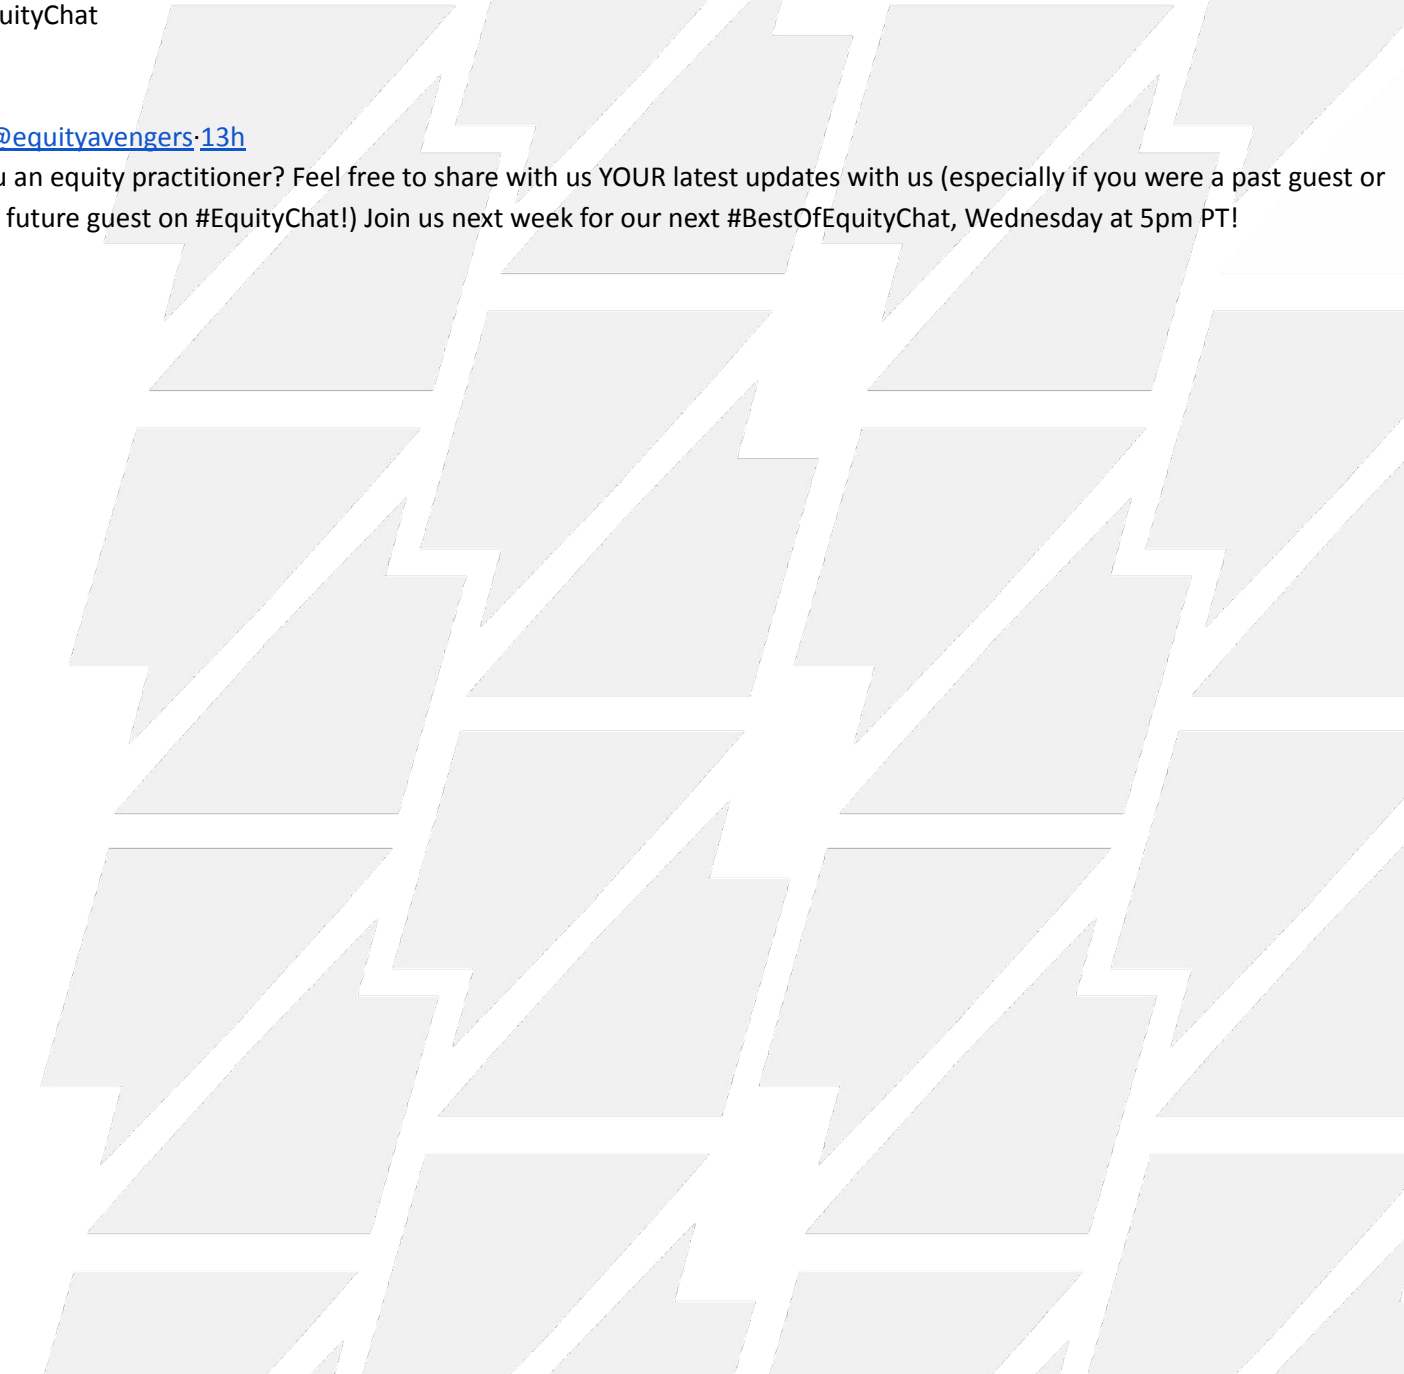 uityChat
@equityavengers·13h
u an equity practitioner? Feel free to share with us YOUR latest updates with us (especially if you were a past guest or
future guest on #EquityChat!) Join us next week for our next #BestOfEquityChat, Wednesday at 5pm PT!